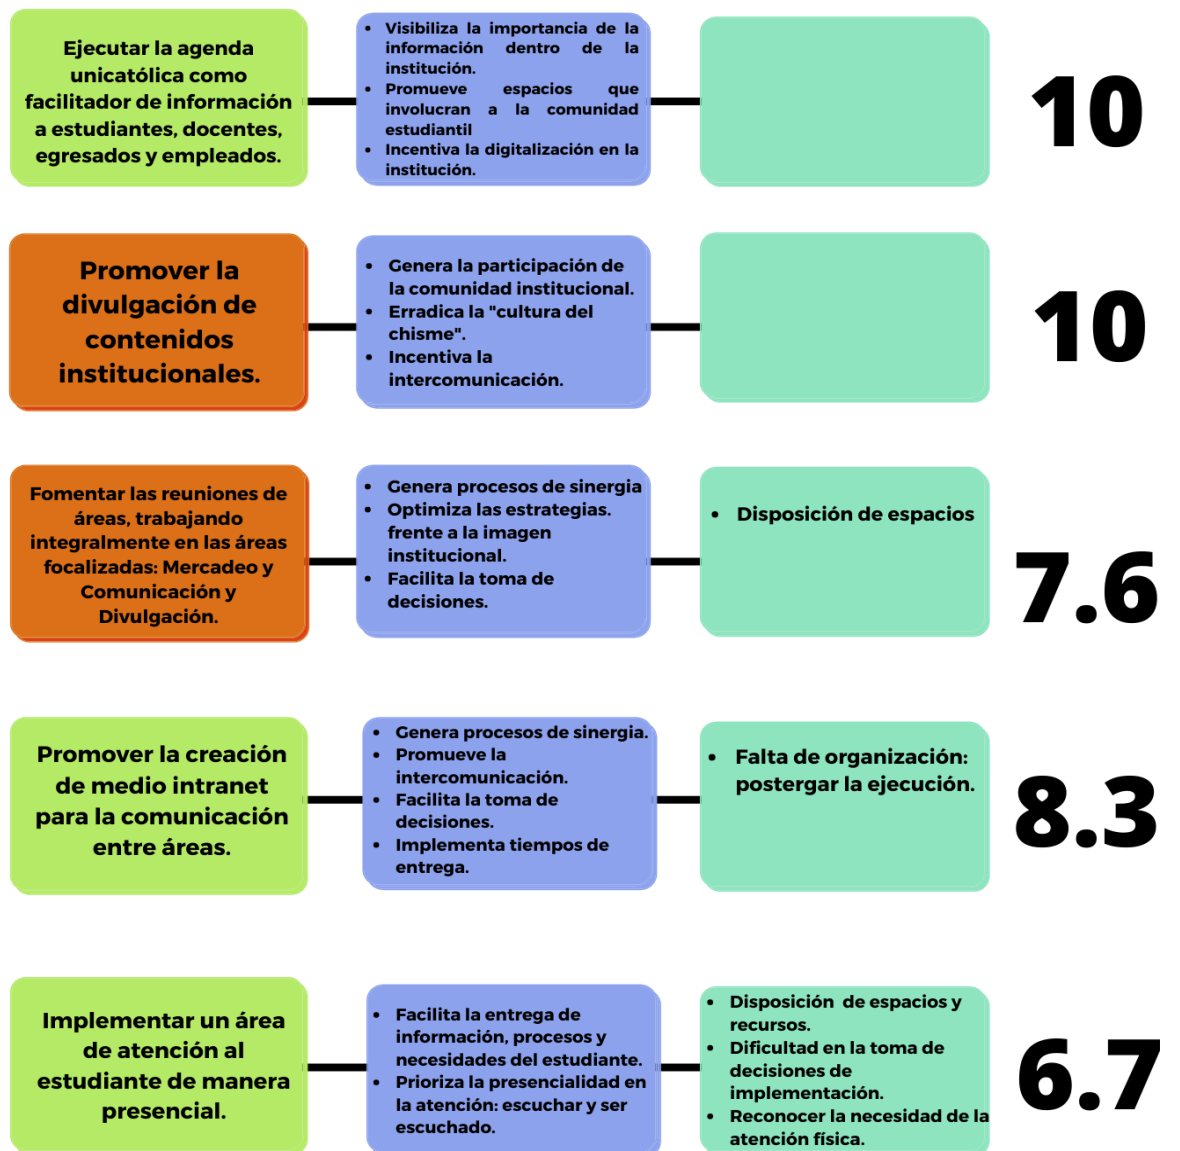 Ejecutar la agenda
unicatólica como
facilitador de información
a estudiantes, docentes,
egresados y empleados.
• Visibiliza la importancia de la
información dentro de la
institución.
• Promueve espacios que
involucran a la comunidad
estudiantil
• Incentiva la digitalización en la
institución.
10
Promover la
divulgación de
contenidos
institucionales.
• Genera la participación de
la comunidad institucional.
• Erradica la "cultura del
chisme".
• Incentiva la
intercomunicación.
10
Fomentar las reuniones de
áreas, trabajando
integralmente en las áreas
focalizadas: Mercadeo y
Comunicación y
Divulgación.
• Genera procesos de sinergia
• Optimiza las estrategias.
frente a la imagen
institucional.
• Facilita la toma de
decisiones.
• Disposición de espacios
7.6
Promover la creación
de medio intranet
para la comunicación
entre áreas.
• Genera procesos de sinergia.
• Promueve la
intercomunicación.
• Facilita la toma de
decisiones.
• Implementa tiempos de
entrega.
• Falta de organización:
postergar la ejecución.
8.3
Implementar un área
de atención al
estudiante de manera
presencial.
• Facilita la entrega de
información, procesos y
necesidades del estudiante.
• Prioriza la presencialidad en
la atención: escuchar y ser
escuchado.
• Disposición de espacios y
recursos.
• Dificultad en la toma de
decisiones de
implementación.
• Reconocer la necesidad de la
atención física.
6.7